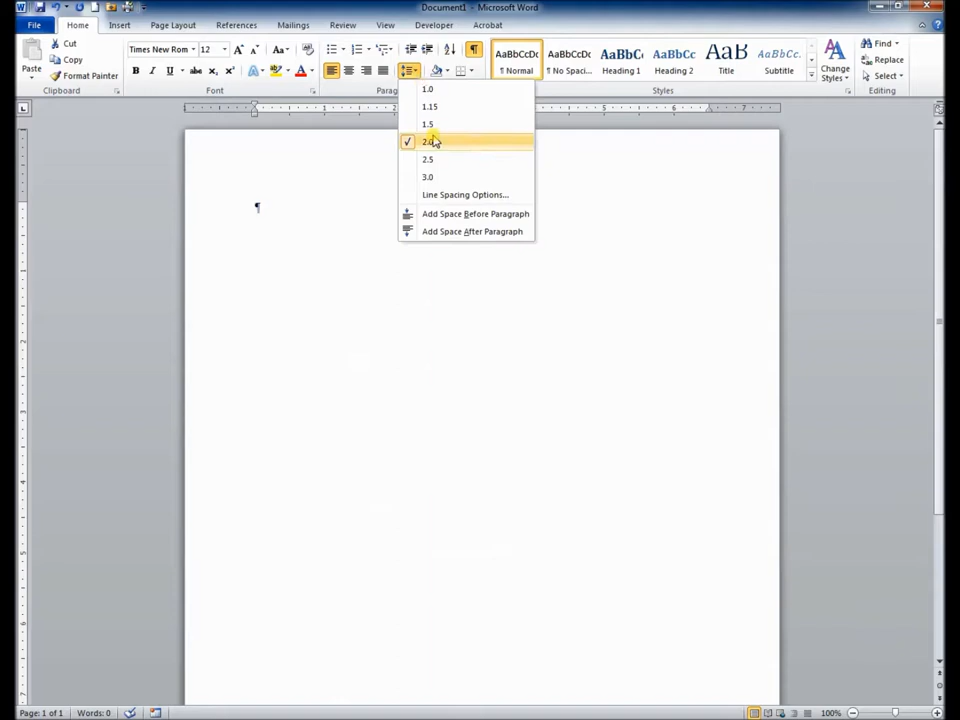 Document1 - Microsoft Word
File Home Insert Page Layout References Mailings Review View Developer Acrobat
Cut
Copy
Format Painter
Paste
Times New Rom 12
AaBbCcDc AaBbCcDc AaBbCc AaBbCc AaB AaBbCc.
¶ Normal ¶ No Spaci... Heading 1 Heading 2 Title Subtitle
Change
Styles
Find
Replace
Select
Clipboard Font Parag Styles Editing
1.0
1.15
1.5
2.0
2.5
3.0
Line Spacing Options...
Add Space Before Paragraph
Add Space After Paragraph
¶
Page: 1 of 1 Words: 0 100%